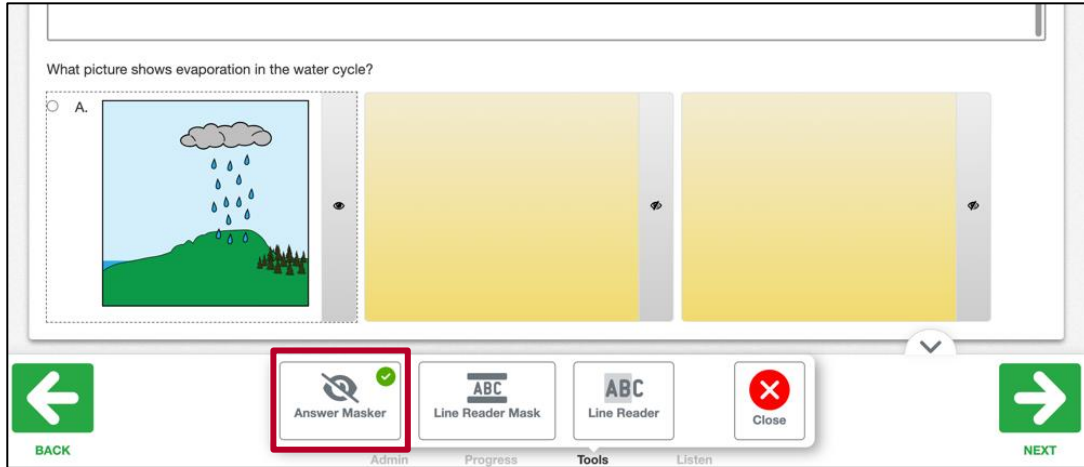 What picture shows evaporation in the water cycle?
A.
Answer Masker
ABC
Line Reader Mask
ABC
Line Reader
Close
BACK
NEXT
Admin
Progress
Tools
Listen